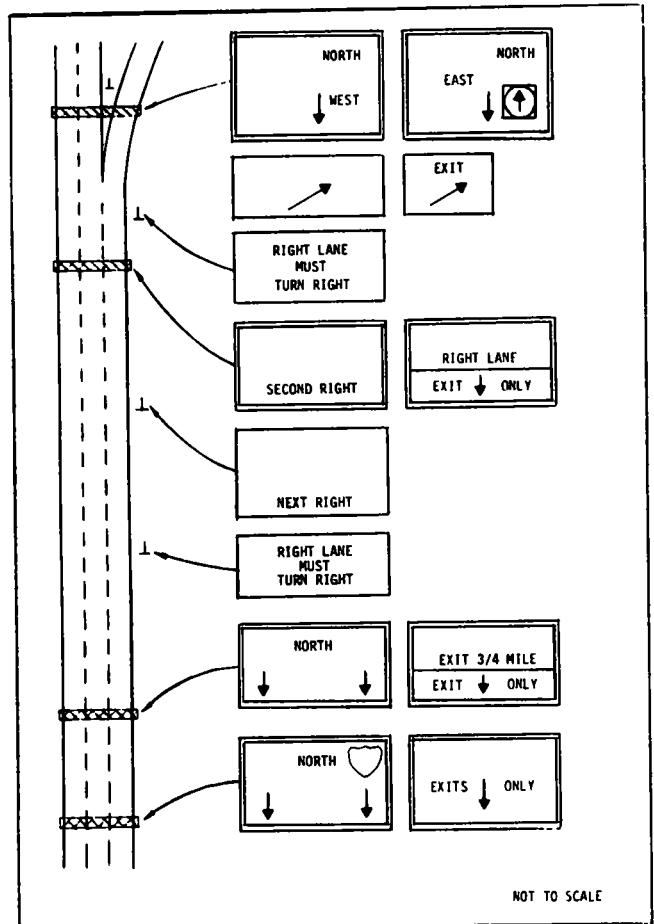 NORTH
WEST
NORTH
EAST
EXIT
RIGHT LANE
MUST
TURN RIGHT
SECOND RIGHT
RIGHT LANE
EXIT ONLY
NEXT RIGHT
RIGHT LANE
MUST
TURN RIGHT
NORTH
EXIT 3/4 MILE
EXIT ONLY
NORTH
EXITS ONLY
NOT TO SCALE